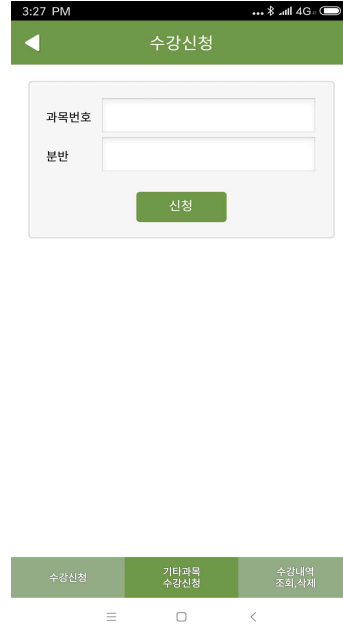 3:27 PM
4G
수강신청
과목번호
분반
신청
수강신청
기타과목
수강신청
수강내역
조회,삭제